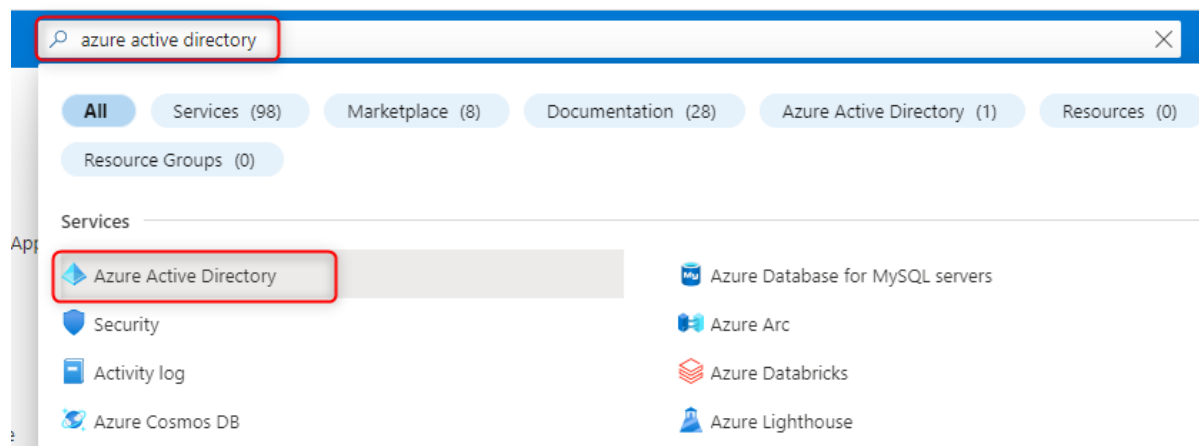 azure active directory
All Services (98) Marketplace (8) Documentation (28) Azure Active Directory (1) Resources (0)
Resource Groups (0)
Services
App
Azure Active Directory
Azure Database for MySQL servers
Security
Azure Arc
Activity log
Azure Databricks
Azure Cosmos DB
Azure Lighthouse